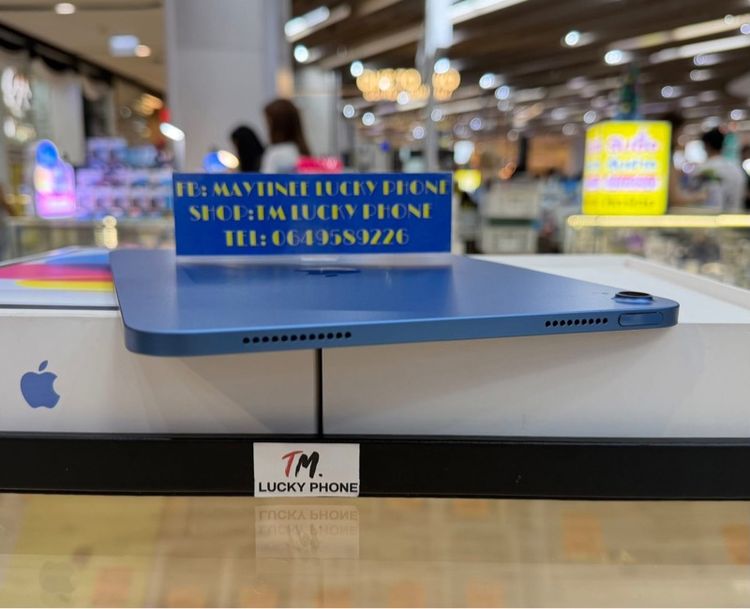 FB: MAYTINEE LUCKY PHONE
SHOP:TM LUCKY PHONE
TEL: 0649589226
TM.
LUCKY PHONE